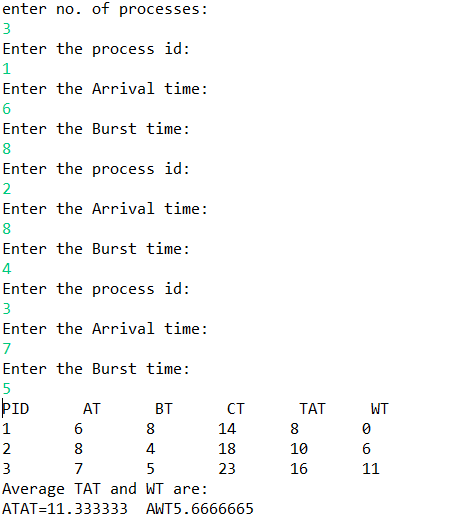 enter no. of processes:
3
Enter the process id:
1
Enter the Arrival time:
6
Enter the Burst time:
8
Enter the process id:
2
Enter the Arrival time:
8
Enter the Burst time:
4
Enter the process id:
3
Enter the Arrival time:
7
Enter the Burst time:
5
PID AT BT CT TAT WT
1 6 8 14 8 0
2 8 4 18 10 6
3 7 5 23 16 11
Average TAT and WT are:
ATAT=11.333333 AWT5.6666665